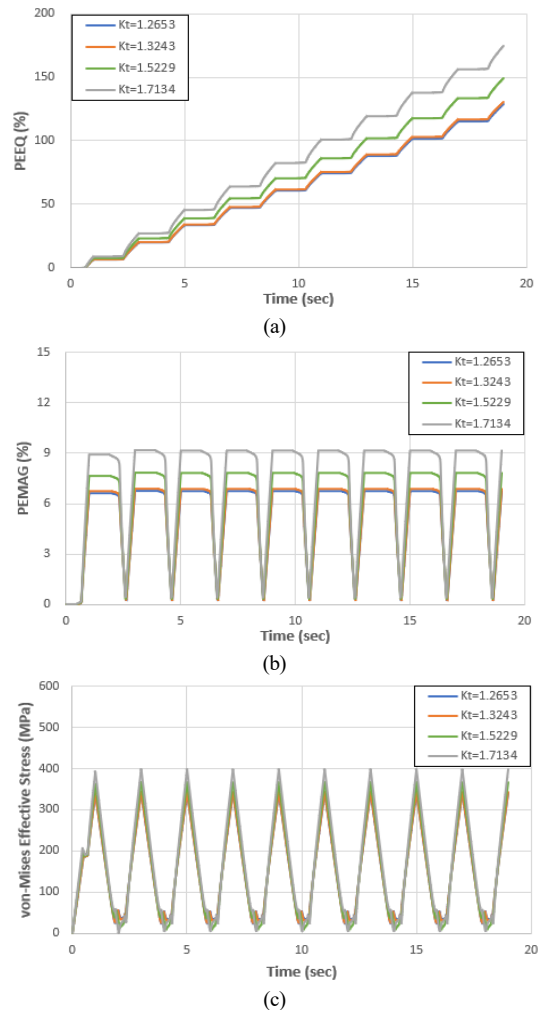 Kt=1.2653
Kt=1.3243
Kt=1.5229
Kt=1.7134
PEEQ (%)
200
150
100
50
0
0 5 10 15 20
Time (sec)
(a)
Kt=1.2653
Kt=1.3243
Kt=1.5229
Kt=1.7134
PEMAG (%)
15
12
9
6
3
0
0 5 10 15 20
Time (sec)
(b)
Kt=1.2653
Kt=1.3243
Kt=1.5229
Kt=1.7134
von-Mises Effective Stress (MPa)
600
500
400
300
200
100
0
0 5 10 15 20
Time (sec)
(c)